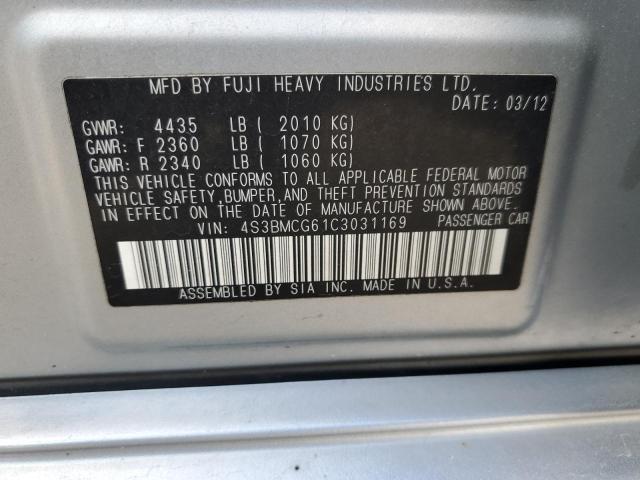 MFD BY FUJI HEAVY INDUSTRIES LTD.
DATE: 03/12
GVWR: 4435 LB ( 2010 KG)
GAWR: F 2360 LB ( 1070 KG)
GAWR: R 2340 LB ( 1060 KG)
THIS VEHICLE CONFORMS TO ALL APPLICABLE FEDERAL MOTOR
VEHICLE SAFETY, BUMPER, AND THEFT PREVENTION STANDARDS
IN EFFECT ON THE DATE OF MANUFACTURE SHOWN ABOVE.
VIN: 4S3BMCG61C3031169 PASSENGER CAR
ASSEMBLED BY SIA INC. MADE IN U.S.A.